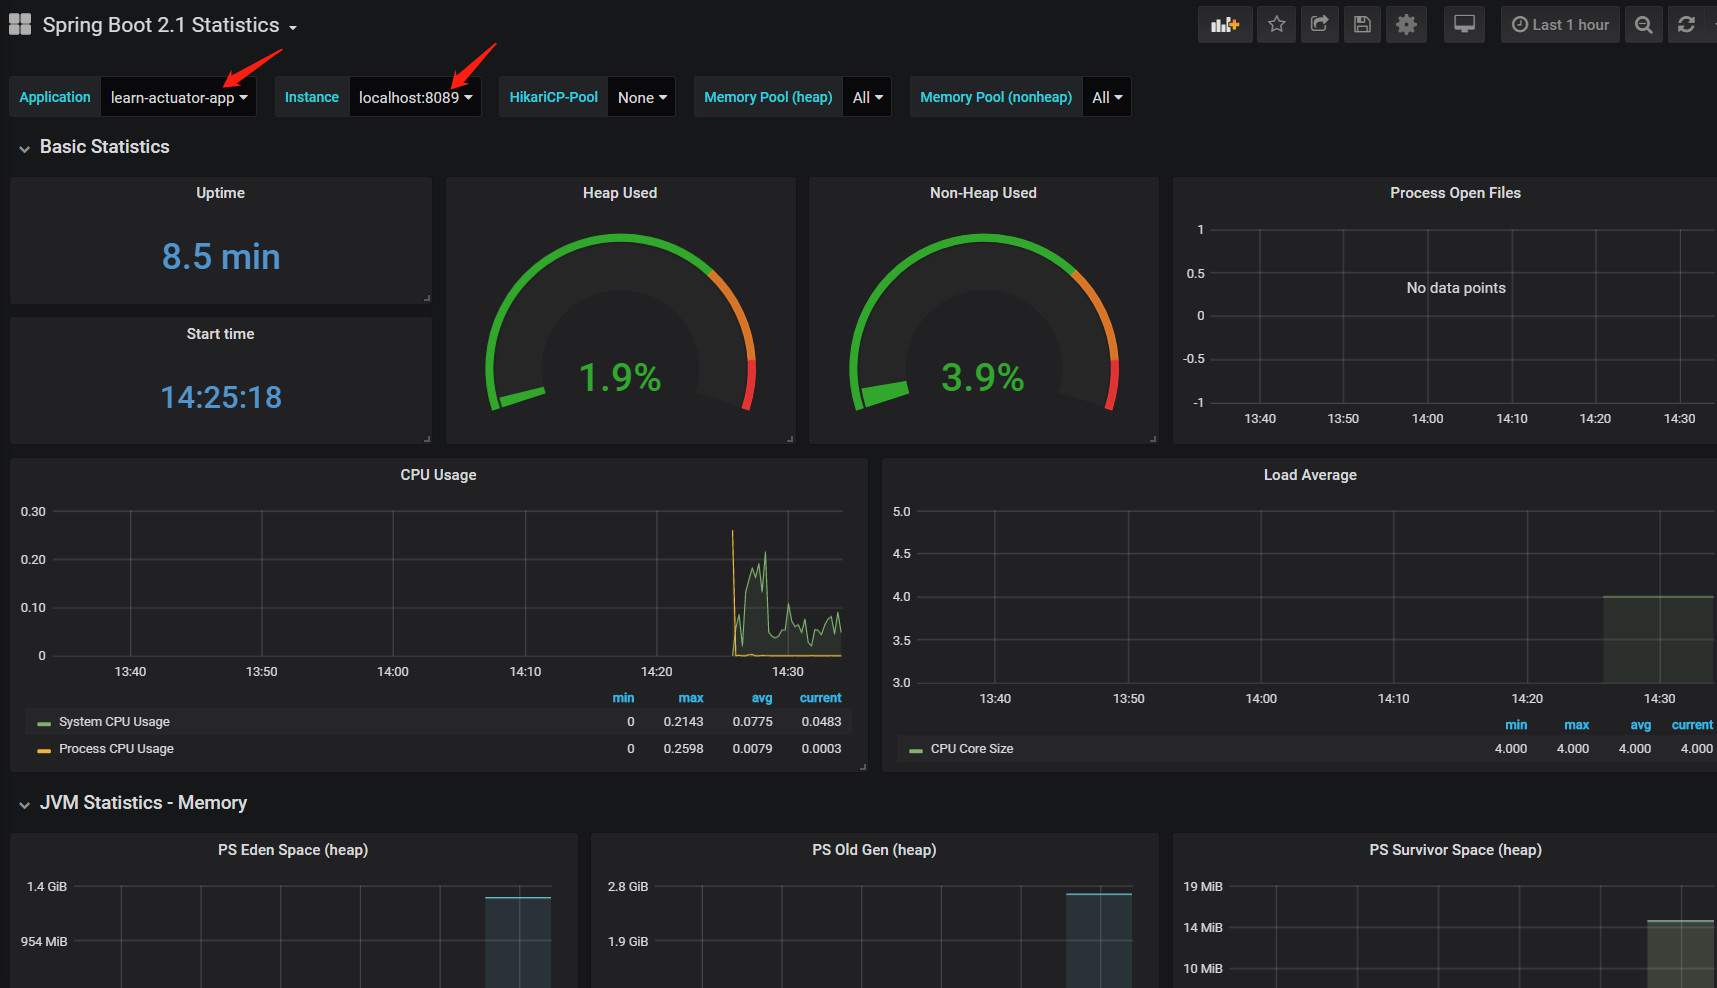 Spring Boot 2.1 Statistics
Last 1 hour
Application learn-actuator-app Instance localhost:8089 HikariCP-Pool None Memory Pool (heap) All Memory Pool (nonheap) All
Basic Statistics
Uptime
8.5 min
Start time
14:25:18
Heap Used
1.9%
Non-Heap Used
3.9%
Process Open Files
1
0.5
0
-0.5
-1
No data points
13:40 13:50 14:00 14:10 14:20 14:30
CPU Usage
0.30
0.20
0.10
0
13:40 13:50 14:00 14:10 14:20 14:30
min max avg current
System CPU Usage 0 0.2143 0.0775 0.0483
Process CPU Usage 0 0.2598 0.0079 0.0003
Load Average
5.0
4.5
4.0
3.5
3.0
13:40 13:50 14:00 14:10 14:20 14:30
min max avg current
CPU Core Size 4.000 4.000 4.000 4.000
JVM Statistics - Memory
PS Eden Space (heap)
1.4 GiB
954 MiB
PS Old Gen (heap)
2.8 GiB
1.9 GiB
PS Survivor Space (heap)
19 MiB
14 MiB
10 MiB